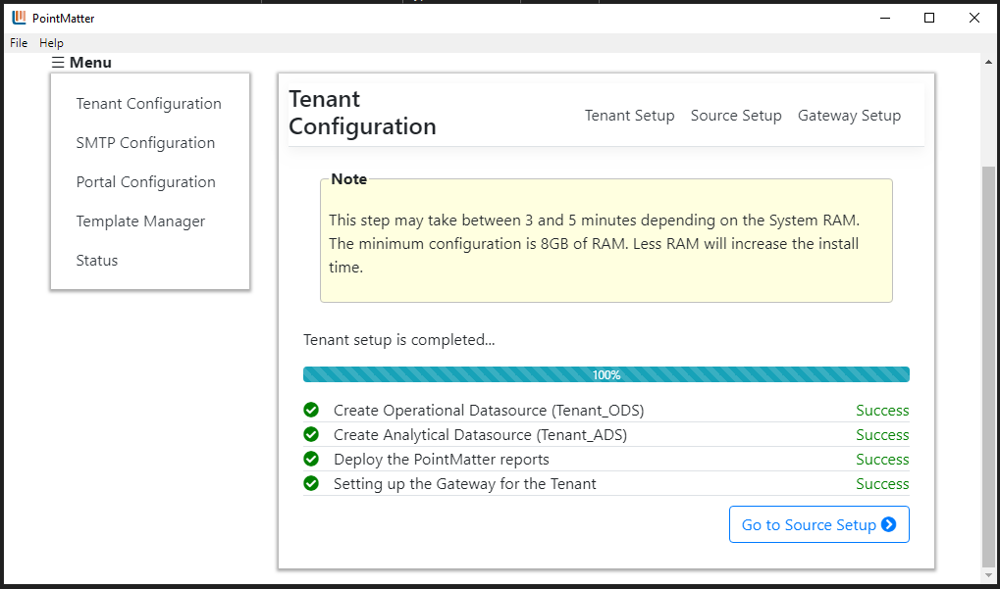 PointMatter
File Help
☰ Menu
Tenant Configuration
SMTP Configuration
Portal Configuration
Template Manager
Status
Tenant
Configuration
Tenant Setup Source Setup Gateway Setup
Note
This step may take between 3 and 5 minutes depending on the System RAM.
The minimum configuration is 8GB of RAM. Less RAM will increase the install
time.
Tenant setup is completed...
100%
Create Operational Datasource (Tenant_ODS) Success
Create Analytical Datasource (Tenant_ADS) Success
Deploy the PointMatter reports Success
Setting up the Gateway for the Tenant Success
Go to Source Setup